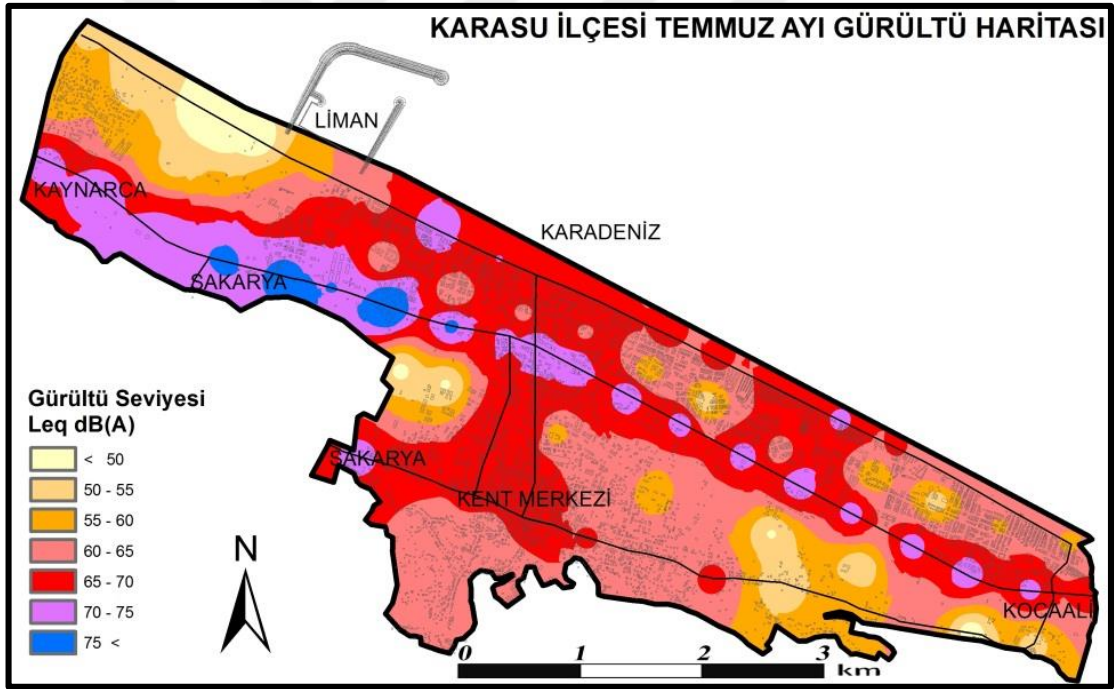 KARASU İLÇESİ TEMMUZ AYI GÜRÜLTÜ HARİTASI
LİMAN
KAYNARCA
KARADENİZ
SAKARYA
SAKARYA
KENT MERKEZİ
KOCAALİ
Gürültü Seviyesi
Leq dB(A)
< 50
50 - 55
55 - 60
60 - 65
65 - 70
70 - 75
75 <
N
0 1 2 3
km